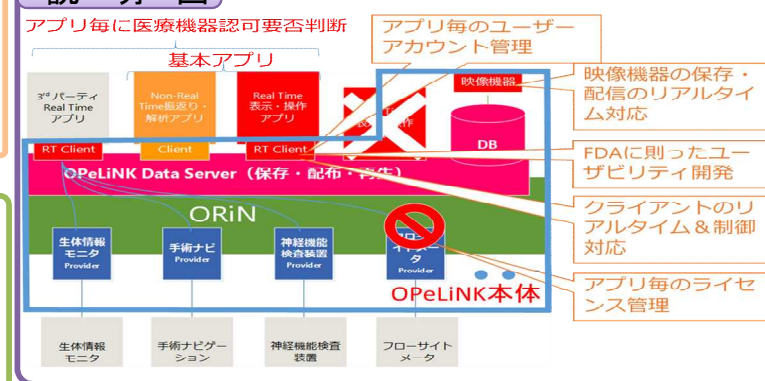 アプリ毎に医療機器認可要否判断
基本アプリ
アプリ毎のユーザー
アカウント管理
3rd パーティ
Real Time
アプリ
Non-Real
Time振返り・
解析アプリ
Real Time
表示・操作
アプリ
映像機器
映像機器の保存・
配信のリアルタイ
ム対応
RT Client
Client
RT Client
DB
FDAに則ったユー
ザビリティ開発
OPeLiNK Data Server（保存・配布・再生）
クライアントのリ
アルタイム＆制御
対応
ORiN
生体情報
モニタ
Provider
手術ナビ
Provider
神経機能
検査装置
Provider
タ
Provider
アプリ毎のライセ
ンス管理
OPeLiNK本体
生体情報
モニタ
手術ナビゲー
ション
神経機能検査
装置
フローサイト
メータ